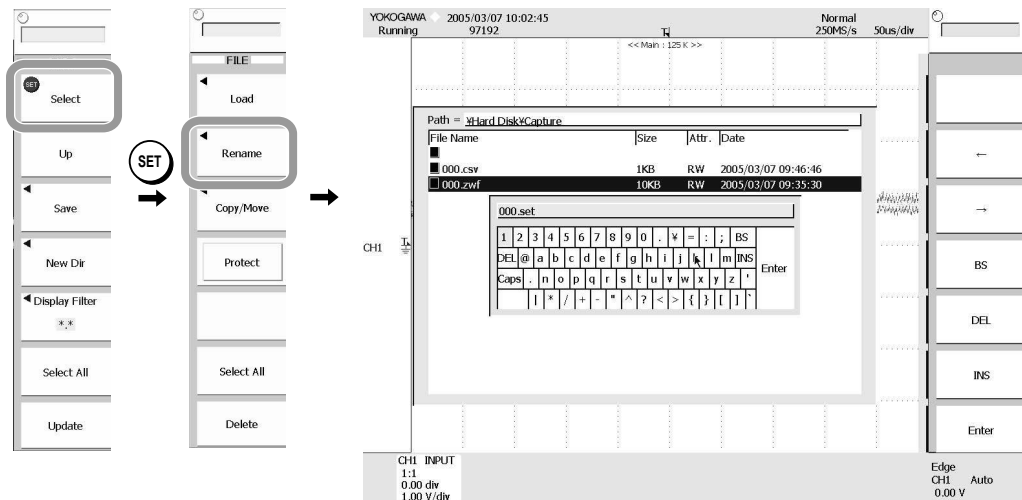 SET
Select
Up
Save
New Dir
Display Filter
*.*
Select All
Update
SET
FILE
Load
Rename
Copy/Move
Protect
Select All
Delete
YOKOGAWA 2005/03/07 10:02:45
Normal
Running 97192
250MS/s 50us/div
<< Main : 125 K >>
Path = ¥Hard Disk¥Capture
File Name Size Attr. Date
000.csv 1KB RW 2005/03/07 09:46:46
000.zwf 10KB RW 2005/03/07 09:35:30
000.set
1 2 3 4 5 6 7 8 9 0 . ¥ = : ; BS
DEL @ a b c d e f g h i j k l m INS
Enter
Caps . n o p q r s t u v w x y z '
| * / + - " ^ ? < > { } [ ] `
CH1
←
→
BS
DEL
INS
Enter
CH1 INPUT
1:1
0.00 div
1.00 V/div
Edge
CH1 Auto
0.00 V